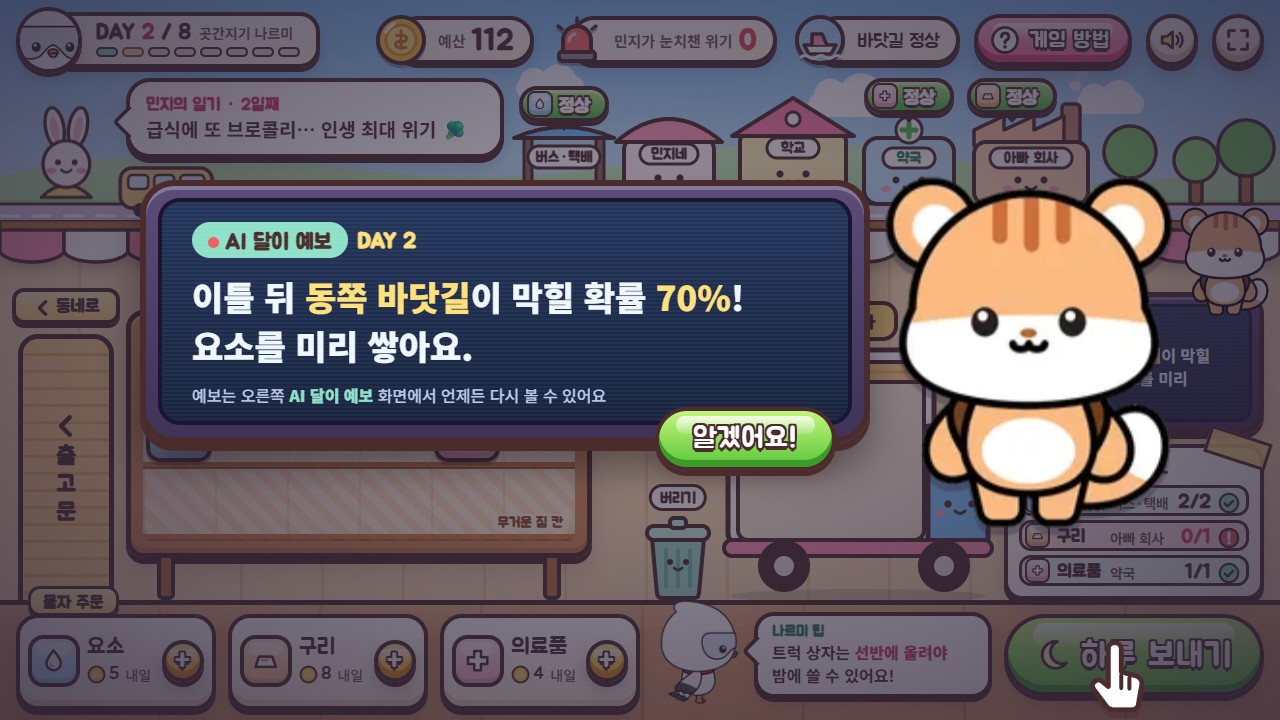 DAY 2 / 8 곳간지기 나르미
예산 112
민지가 눈치챈 위기 0
바닷길 정상
게임 방법
민지의 일기 · 2일째
급식에 또 브로콜리… 인생 최대 위기
정상
정상
정상
버스·택배
민지네
학교
약국
아빠 회사
AI 달이 예보 DAY 2
이틀 뒤 동쪽 바닷길이 막힐 확률 70%!
요소를 미리 쌓아요.
예보는 오른쪽 AI 달이 예보 화면에서 언제든 다시 볼 수 있어요
알겠어요!
동네로
이 막힐
미리
출고문
무거운 짐 칸
버리기
택배 2/2
구리 아빠 회사 0/1
의료품 약국 1/1
물자 주문
요소
5 내일
구리
8 내일
의료품
4 내일
나르미 팁
트럭 상자는 선반에 올려야
밤에 쓸 수 있어요!
하루 보내기